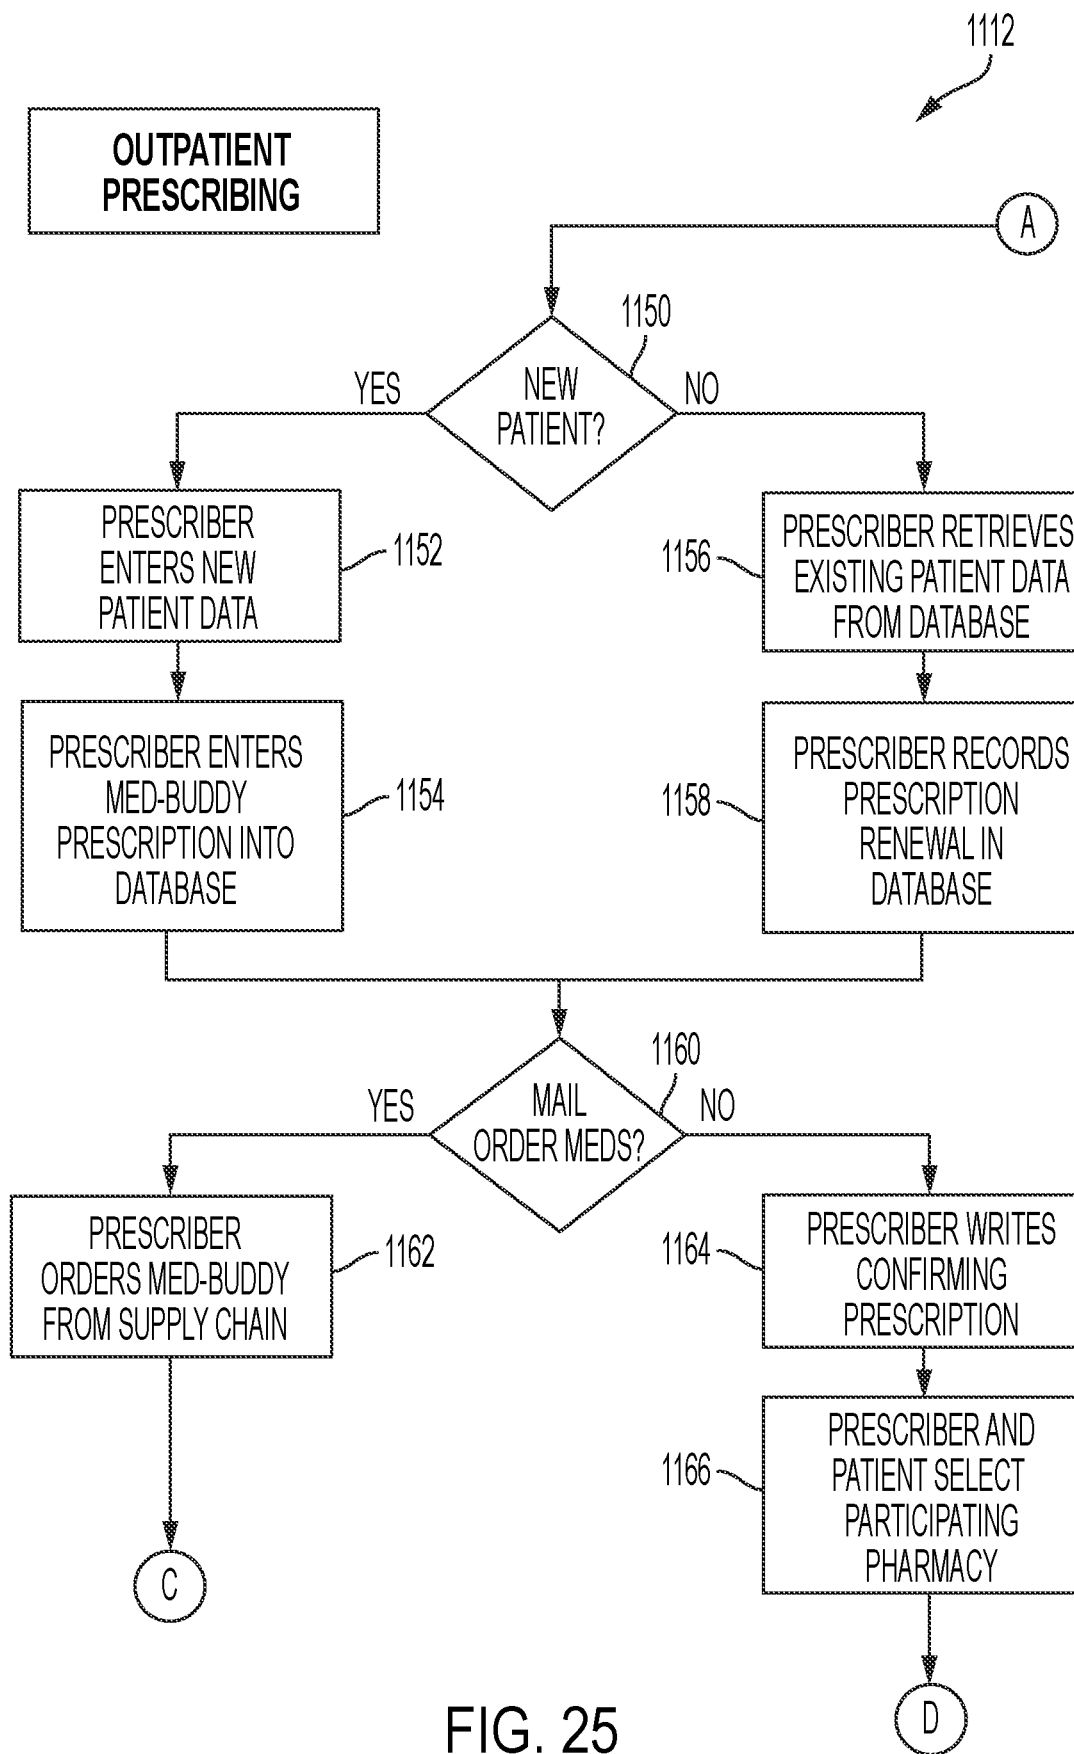 1112
OUTPATIENT
PRESCRIBING
A
1150
YES
NEW
PATIENT?
NO
PRESCRIBER
ENTERS NEW
PATIENT DATA
1152
1156
PRESCRIBER RETRIEVES
EXISTING PATIENT DATA
FROM DATABASE
PRESCRIBER ENTERS
MED-BUDDY
PRESCRIPTION INTO
DATABASE
1154
1158
PRESCRIBER RECORDS
PRESCRIPTION
RENEWAL IN
DATABASE
1160
YES
MAIL
ORDER MEDS?
NO
PRESCRIBER
ORDERS MED-BUDDY
FROM SUPPLY CHAIN
1162
1164
PRESCRIBER WRITES
CONFIRMING
PRESCRIPTION
1166
PRESCRIBER AND
PATIENT SELECT
PARTICIPATING
PHARMACY
C
D
FIG. 25